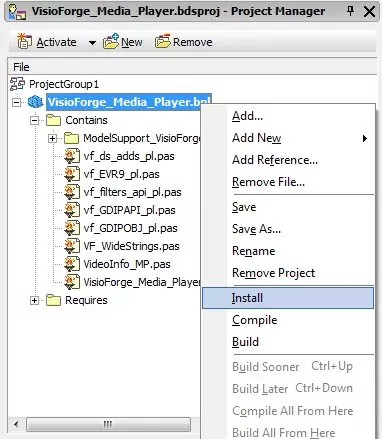 VisioForge_Media_Player.bdsproj - Project Manager
Activate New Remove
File
ProjectGroup1
VisioForge_Media_Player.bpl
Contains
ModelSupport_VisioForg
vf_ds_adds_pl.pas
vf_EVR9_pl.pas
vf_filters_api_pl.pas
vf_GDIPAPI_pl.pas
vf_GDIPOBJ_pl.pas
VF_WideStrings.pas
VideoInfo_MP.pas
VisioForge_Media_Player
Requires
Add...
Add New
Add Reference...
Remove File...
Save
Save As...
Rename
Remove Project
Install
Compile
Build
Build Sooner Ctrl+Up
Build Later Ctrl+Down
Compile All From Here
Build All From Here